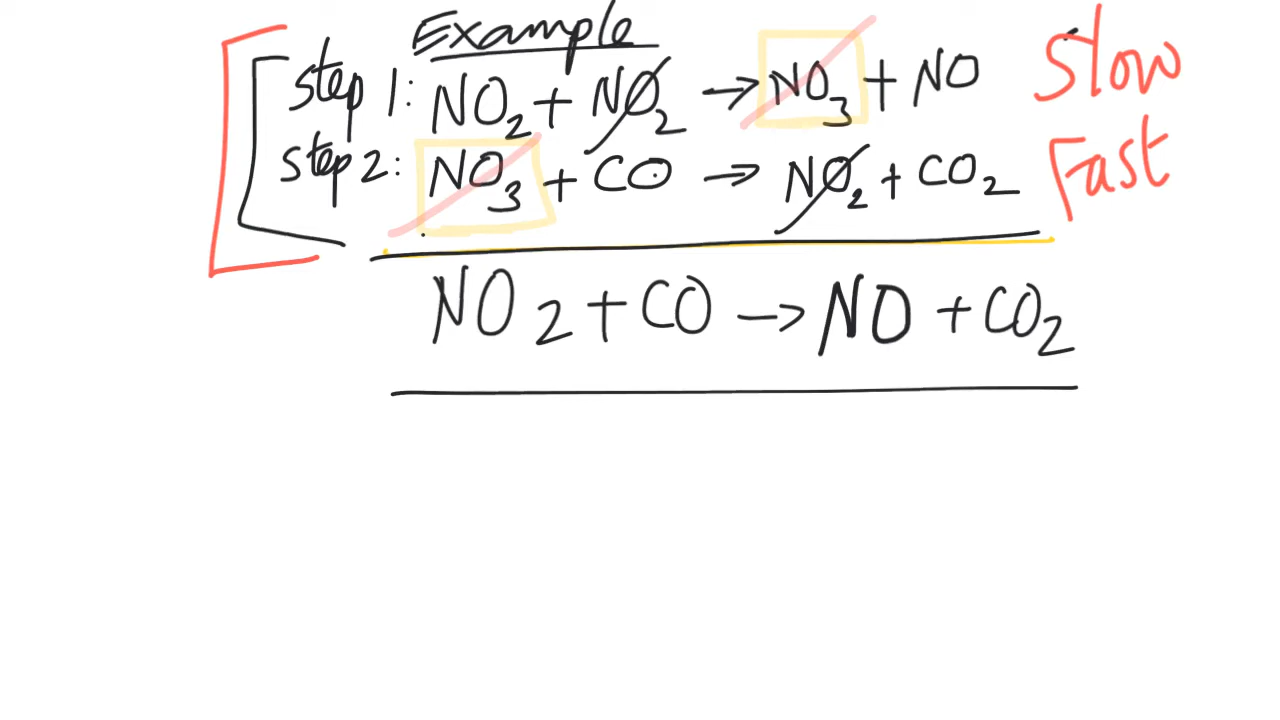 Example
step 1: NO₂ + NO₂ → NO₃ + NO Slow
step 2: NO₃ + CO → NO₂ + CO₂ Fast
NO₂ + CO → NO + CO₂